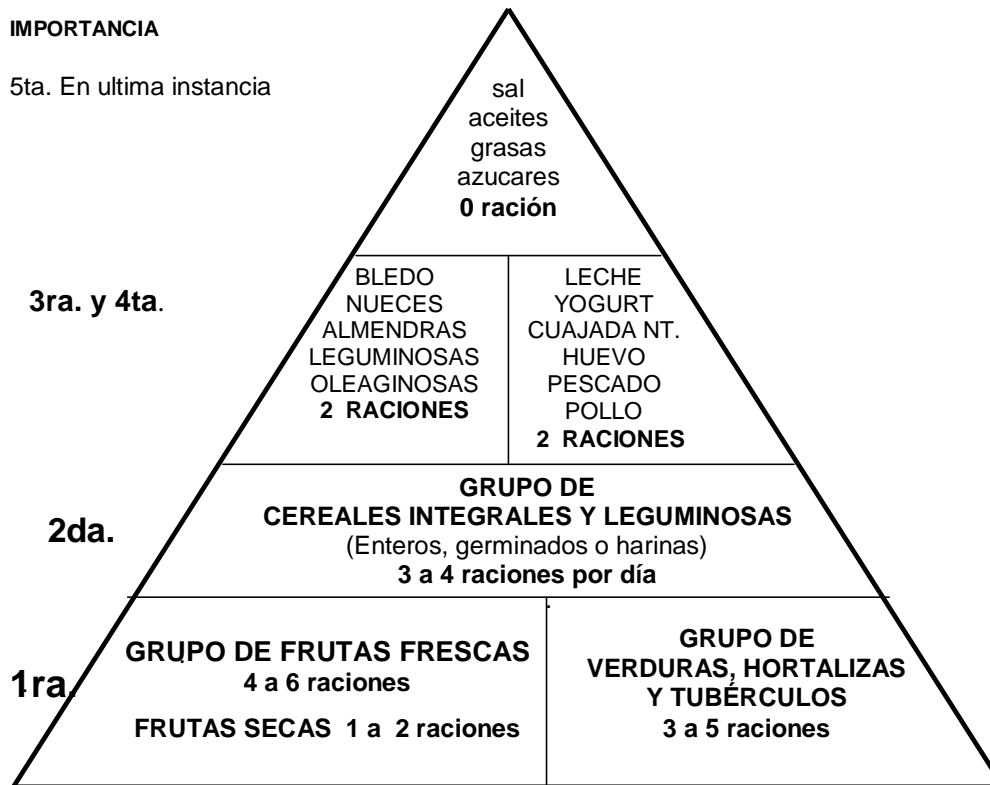 IMPORTANCIA
5ta. En ultima instancia
sal
aceites
grasas
azucares
0 ración
3ra. y 4ta.
BLEDO
NUECES
ALMENDRAS
LEGUMINOSAS
OLEAGINOSAS
2 RACIONES
LECHE
YOGURT
CUAJADA NT.
HUEVO
PESCADO
POLLO
2 RACIONES
2da.
GRUPO DE
CEREALES INTEGRALES Y LEGUMINOSAS
(Enteros, germinados o harinas)
3 a 4 raciones por día
1ra.
GRUPO DE FRUTAS FRESCAS
4 a 6 raciones
FRUTAS SECAS 1 a 2 raciones
GRUPO DE
VERDURAS, HORTALIZAS
Y TUBÉRCULOS
3 a 5 raciones